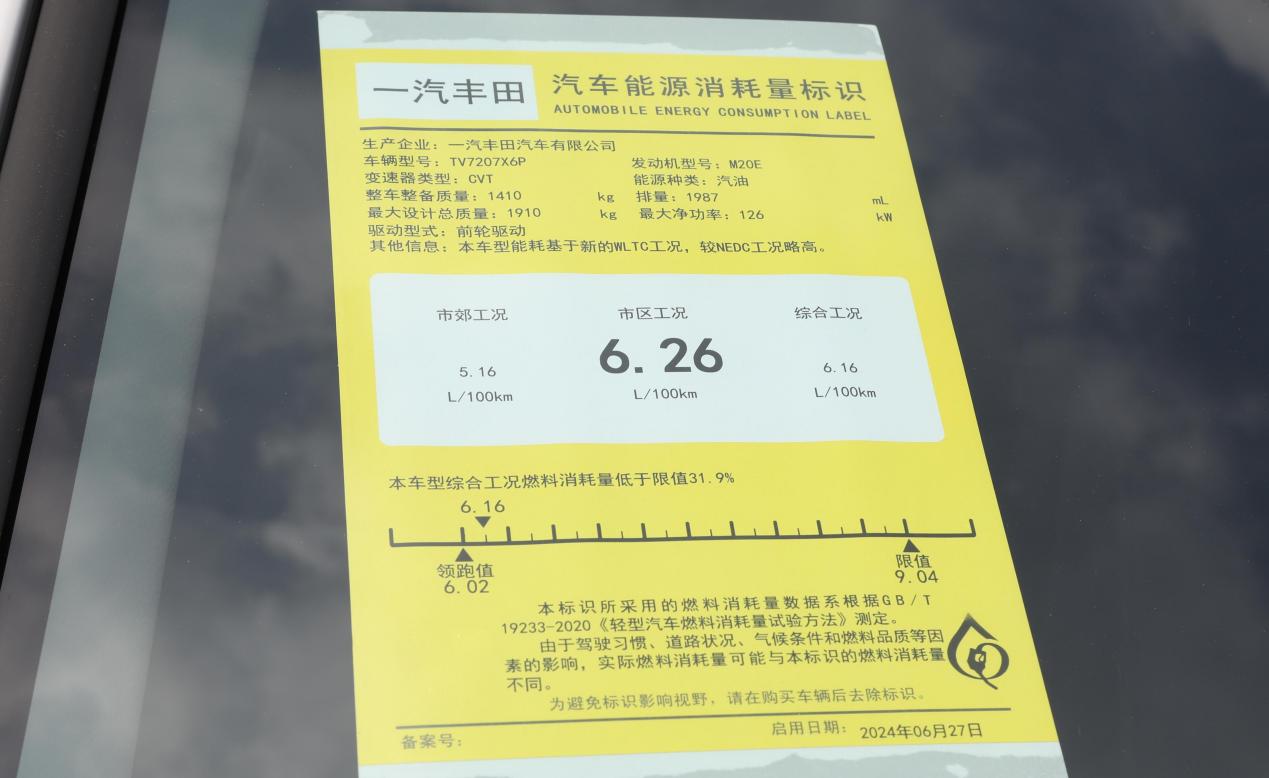 一汽丰田 汽车能源消耗量标识
AUTOMOBILE ENERGY CONSUMPTION LABEL
生产企业：一汽丰田汽车有限公司
车辆型号：TV7207X6P 发动机型号：M20E
变速器类型：CVT 能源种类：汽油
整车整备质量：1410 kg 排量：1987 mL
最大设计总质量：1910 kg 最大净功率：126 kW
驱动型式：前轮驱动
其他信息：本车型能耗基于新的WLTC工况，较NEDC工况略高。
市郊工况 市区工况 综合工况
5.16 6.26 6.16
L/100km L/100km L/100km
本车型综合工况燃料消耗量低于限值31.9%
6.16
领跑值 限值
6.02 9.04
本标识所采用的燃料消耗量数据系根据GB/T
19233-2020《轻型汽车燃料消耗量试验方法》测定。
由于驾驶习惯、道路状况、气候条件和燃料品质等因
素的影响，实际燃料消耗量可能与本标识的燃料消耗量
不同。
为避免标识影响视野，请在购买车辆后去除标识。
备案号： 启用日期：2024年06月27日